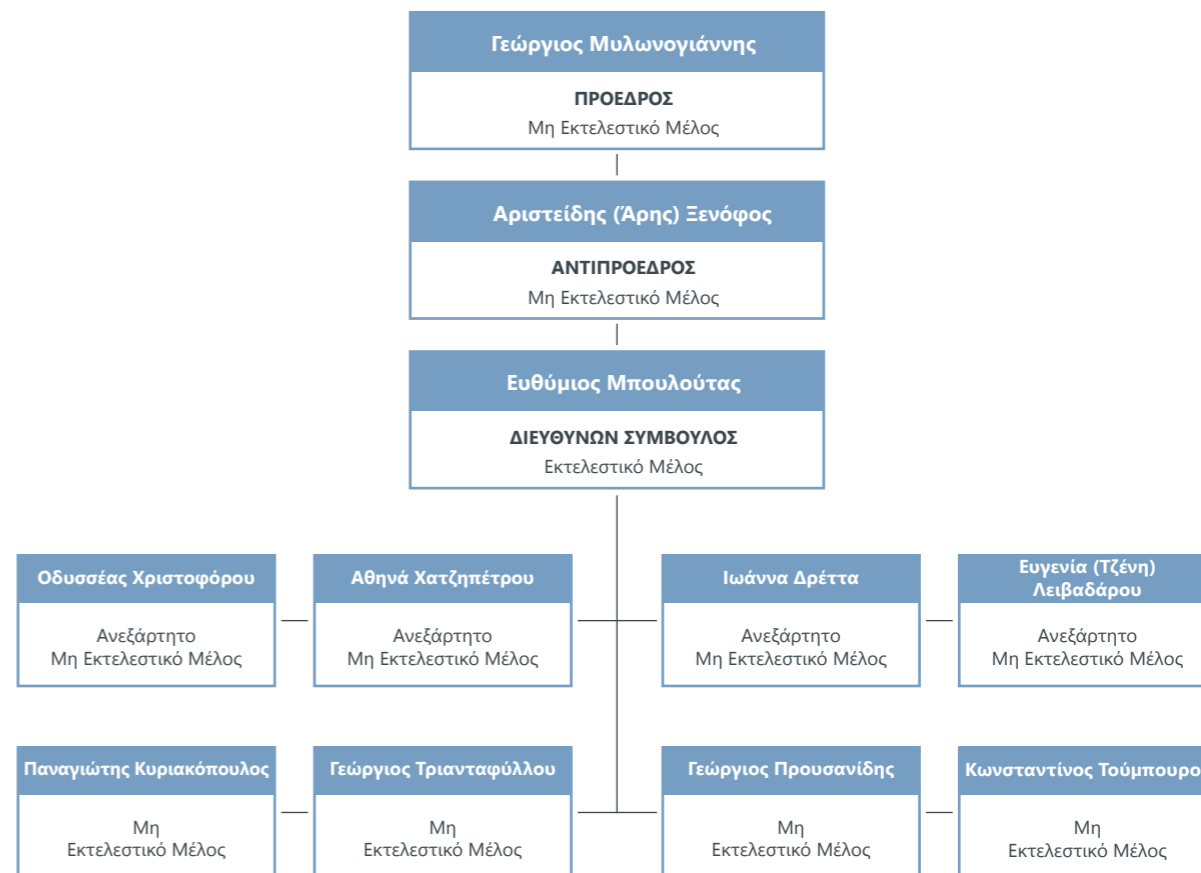 Γεώργιος Μυλωνογιάννης
ΠΡΟΕΔΡΟΣ
Μη Εκτελεστικό Μέλος
Αριστείδης (Άρης) Ξενόφος
ΑΝΤΙΠΡΟΕΔΡΟΣ
Μη Εκτελεστικό Μέλος
Ευθύμιος Μπουλούτας
ΔΙΕΥΘΥΝΩΝ ΣΥΜΒΟΥΛΟΣ
Εκτελεστικό Μέλος
Οδυσσέας Χριστοφόρου
Ανεξάρτητο
Μη Εκτελεστικό Μέλος
Αθηνά Χατζηπέτρου
Ανεξάρτητο
Μη Εκτελεστικό Μέλος
Ιωάννα Δρέττα
Ανεξάρτητο
Μη Εκτελεστικό Μέλος
Ευγενία (Τζένη)
Λειβαδάρου
Ανεξάρτητο
Μη Εκτελεστικό Μέλος
Παναγιώτης Κυριακόπουλος
Μη
Εκτελεστικό Μέλος
Γεώργιος Τριανταφύλλου
Μη
Εκτελεστικό Μέλος
Γεώργιος Προυσανίδης
Μη
Εκτελεστικό Μέλος
Κωνσταντίνος Τούμπουρο
Μη
Εκτελεστικό Μέλος